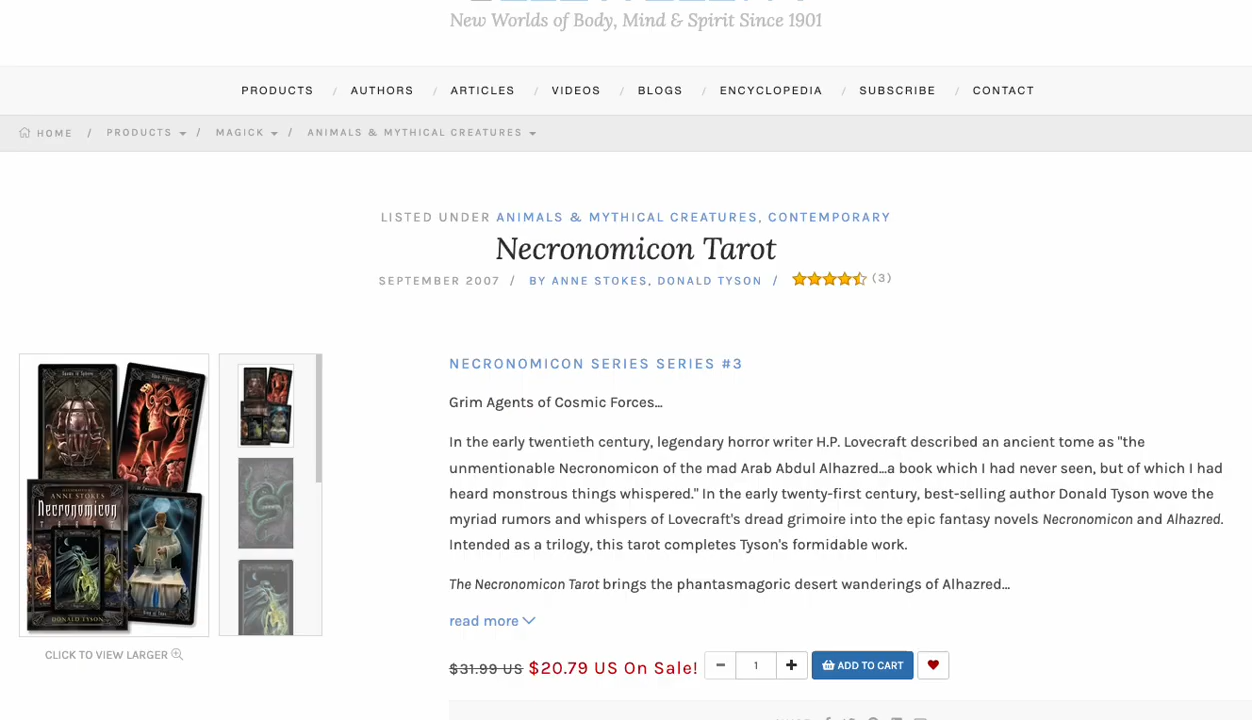 New Worlds of Body, Mind & Spirit Since 1901
PRODUCTS / AUTHORS / ARTICLES / VIDEOS / BLOGS / ENCYCLOPEDIA / SUBSCRIBE / CONTACT
HOME / PRODUCTS / MAGICK / ANIMALS & MYTHICAL CREATURES
LISTED UNDER ANIMALS & MYTHICAL CREATURES, CONTEMPORARY
Necronomicon Tarot
SEPTEMBER 2007 / BY ANNE STOKES, DONALD TYSON / (3)
ANNE STOKES
Necronomicon
TAROT
DONALD TYSON
CLICK TO VIEW LARGER
NECRONOMICON SERIES SERIES #3
Grim Agents of Cosmic Forces...
In the early twentieth century, legendary horror writer H.P. Lovecraft described an ancient tome as "the
unmentionable Necronomicon of the mad Arab Abdul Alhazred...a book which I had never seen, but of which I had
heard monstrous things whispered." In the early twenty-first century, best-selling author Donald Tyson wove the
myriad rumors and whispers of Lovecraft's dread grimoire into the epic fantasy novels Necronomicon and Alhazred.
Intended as a trilogy, this tarot completes Tyson's formidable work.
The Necronomicon Tarot brings the phantasmagoric desert wanderings of Alhazred...
read more
$31.99 US $20.79 US On Sale! 1 ADD TO CART